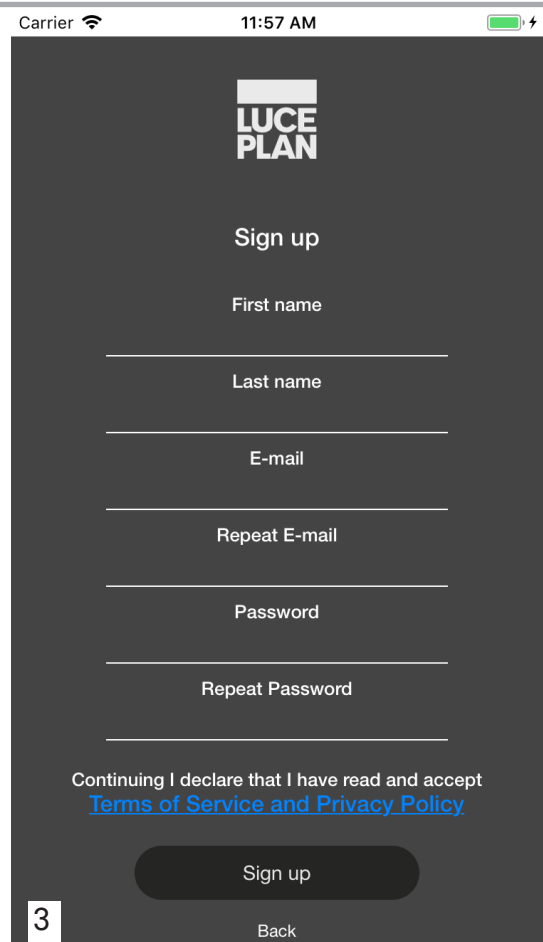 Carrier 11:57 AM
LUCE
PLAN
Sign up
First name
Last name
E-mail
Repeat E-mail
Password
Repeat Password
Continuing I declare that I have read and accept
Terms of Service and Privacy Policy
Sign up
3
Back